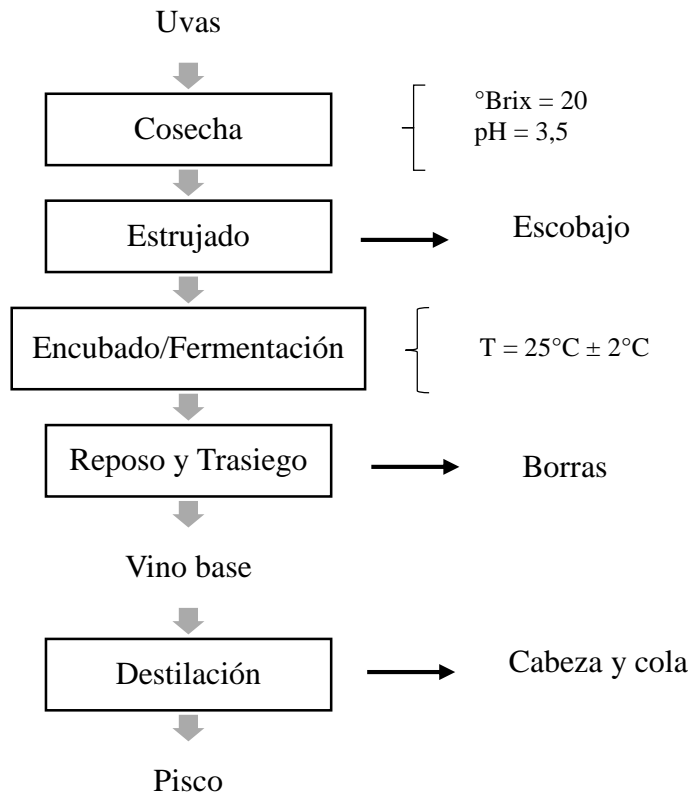 Uvas
Cosecha
°Brix = 20
pH = 3,5
Estrujado
Escobajo
Encubado/Fermentación
T = 25°C ± 2°C
Reposo y Trasiego
Borras
Vino base
Destilación
Cabeza y cola
Pisco